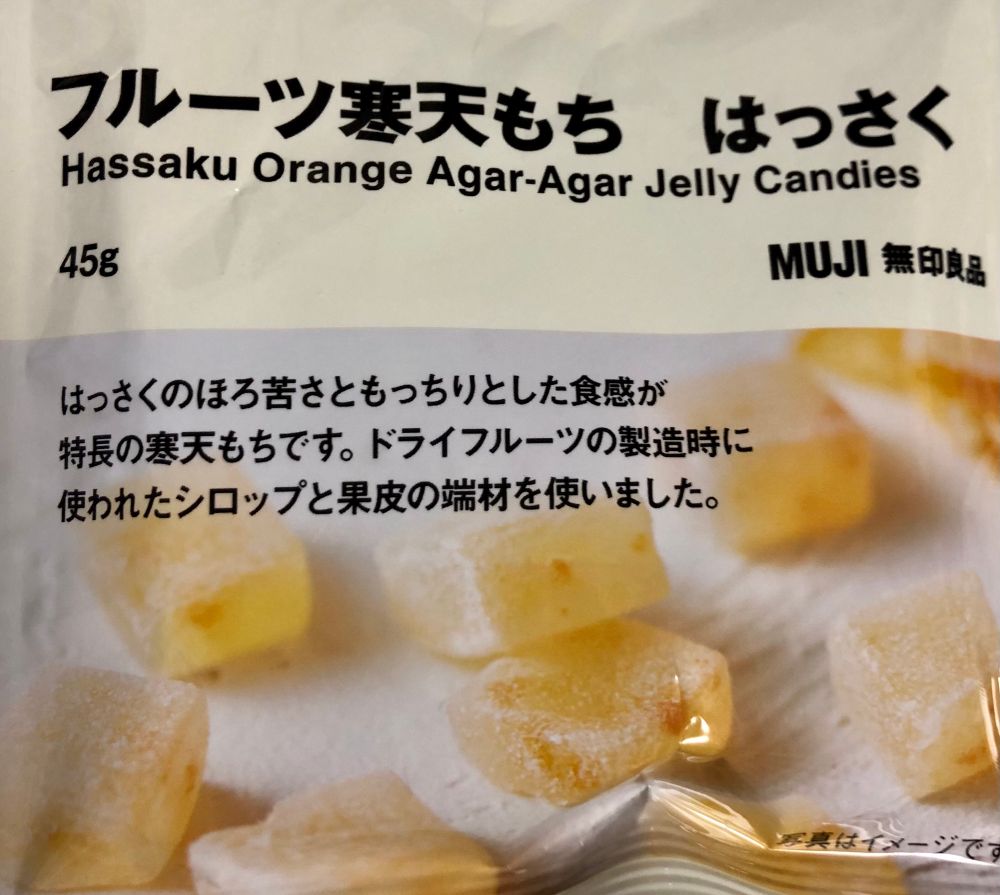 フルーツ寒天もち　はっさく
Hassaku Orange Agar-Agar Jelly Candies
45g
MUJI 無印良品
はっさくのほろ苦さともっちりとした食感が
特長の寒天もちです。ドライフルーツの製造時に
使われたシロップと果皮の端材を使いました。
写真はイメージです